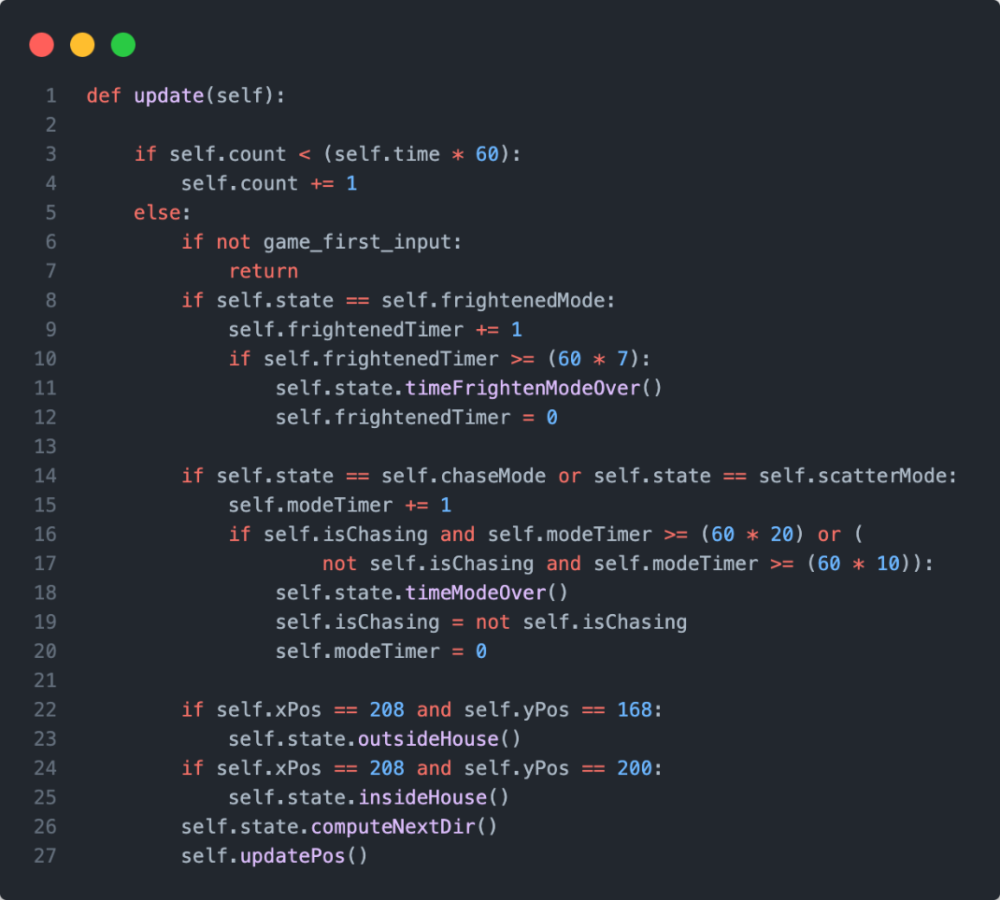 1 def update(self):
2
3     if self.count < (self.time * 60):
4         self.count += 1
5     else:
6         if not game_first_input:
7             return
8         if self.state == self.frightenedMode:
9             self.frightenedTimer += 1
10             if self.frightenedTimer >= (60 * 7):
11                 self.state.timeFrightenModeOver()
12                 self.frightenedTimer = 0
13
14         if self.state == self.chaseMode or self.state == self.scatterMode:
15             self.modeTimer += 1
16             if self.isChasing and self.modeTimer >= (60 * 20) or (
17                     not self.isChasing and self.modeTimer >= (60 * 10)):
18                 self.state.timeModeOver()
19                 self.isChasing = not self.isChasing
20                 self.modeTimer = 0
21
22         if self.xPos == 208 and self.yPos == 168:
23             self.state.outsideHouse()
24         if self.xPos == 208 and self.yPos == 200:
25             self.state.insideHouse()
26         self.state.computeNextDir()
27         self.updatePos()